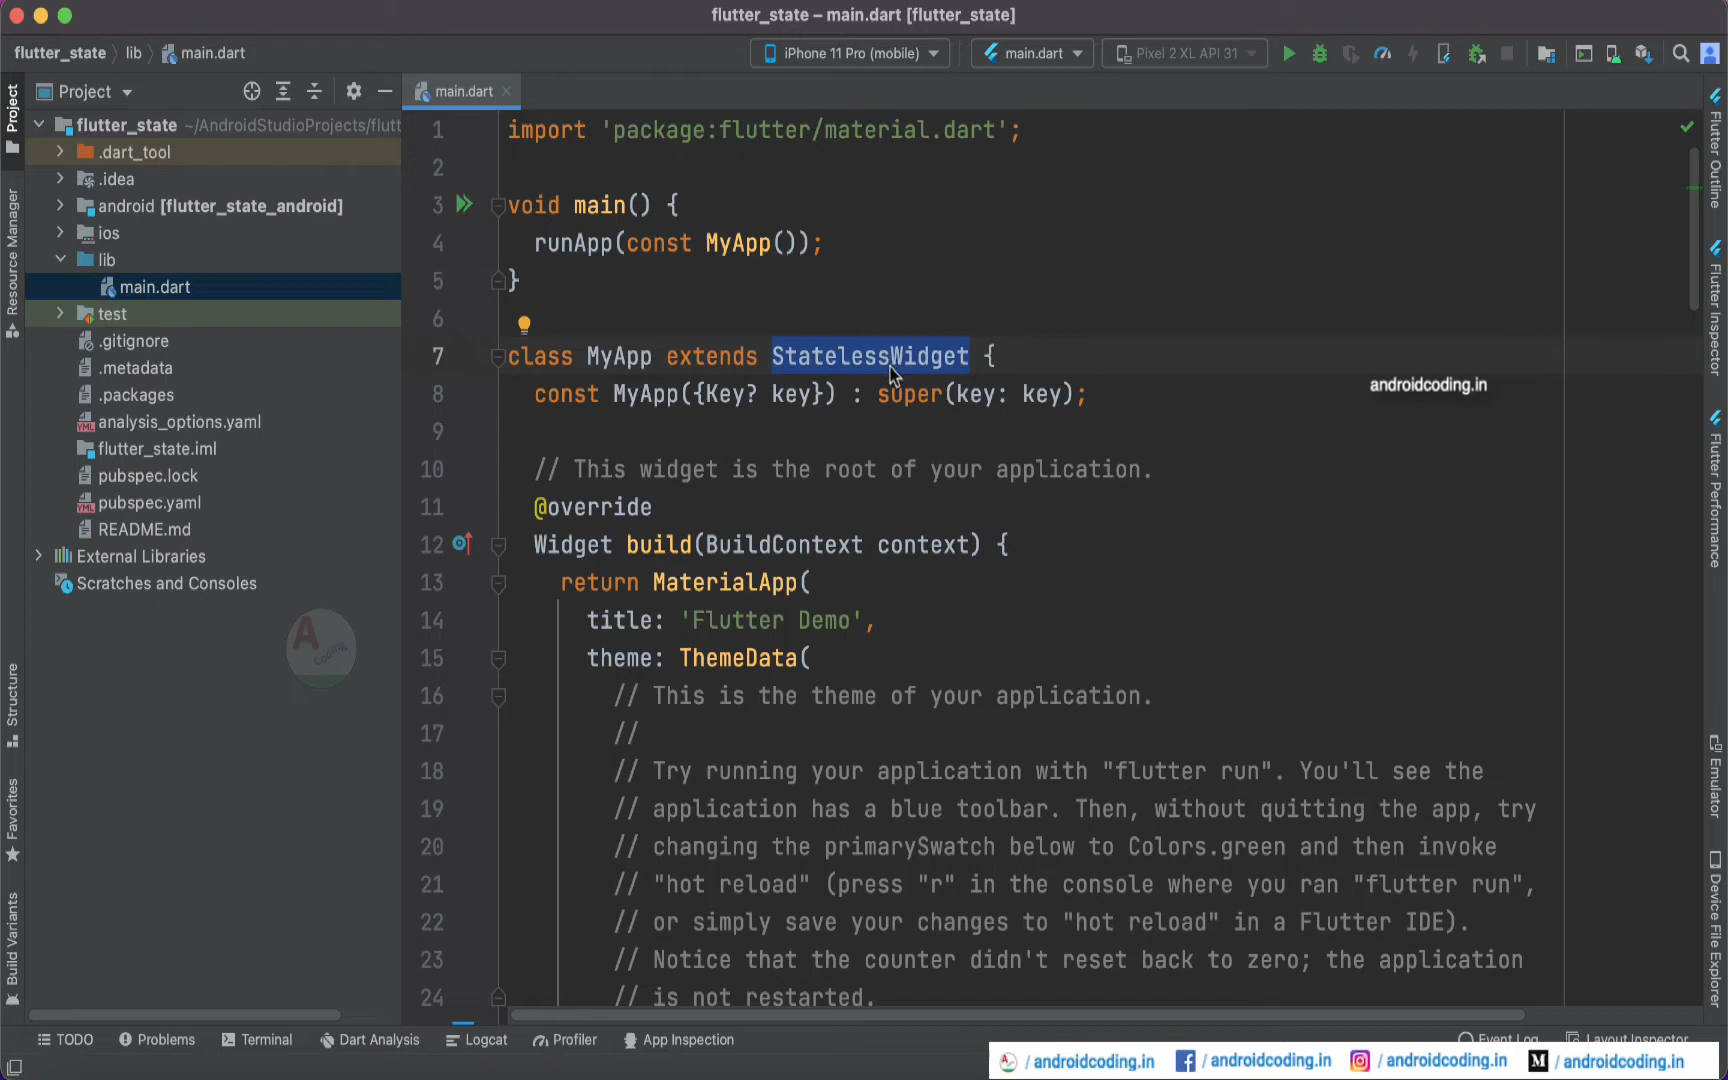 flutter_state – main.dart [flutter_state]
flutter_state
lib
main.dart
iPhone 11 Pro (mobile)
main.dart
Pixel 2 XL API 31
Project
main.dart
Project
Resource Manager
Structure
Favorites
Build Variants
flutter_state ~/AndroidStudioProjects/flutt
.dart_tool
.idea
android [flutter_state_android]
ios
lib
main.dart
test
.gitignore
.metadata
.packages
analysis_options.yaml
flutter_state.iml
pubspec.lock
pubspec.yaml
README.md
External Libraries
Scratches and Consoles
A
Coding
1 import 'package:flutter/material.dart';
2
3 void main() {
4 runApp(const MyApp());
5 }
6
7 class MyApp extends StatelessWidget {
8 const MyApp({Key? key}) : super(key: key);
9
10 // This widget is the root of your application.
11 @override
12 Widget build(BuildContext context) {
13 return MaterialApp(
14 title: 'Flutter Demo',
15 theme: ThemeData(
16 // This is the theme of your application.
17 //
18 // Try running your application with "flutter run". You'll see the
19 // application has a blue toolbar. Then, without quitting the app, try
20 // changing the primarySwatch below to Colors.green and then invoke
21 // "hot reload" (press "r" in the console where you ran "flutter run",
22 // or simply save your changes to "hot reload" in a Flutter IDE).
23 // Notice that the counter didn't reset back to zero; the application
24 // is not restarted.
androidcoding.in
Flutter Outline
Flutter Inspector
Flutter Performance
Emulator
Device File Explorer
TODO
Problems
Terminal
Dart Analysis
Logcat
Profiler
App Inspection
Event Log
Layout Inspector
/ androidcoding.in
/ androidcoding.in
/ androidcoding.in
/ androidcoding.in